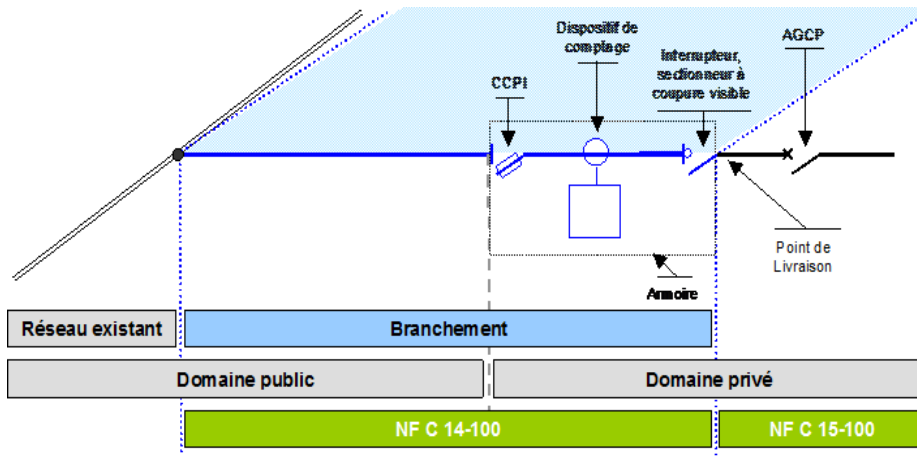 Dispositif de
comptage
AGCP
Interrupteur,
sectionneur à
coupure visible
CCPI
Point de
Livraison
Armoire
Réseau existant
Branchement
Domaine public
Domaine privé
NF C 14-100
NF C 15-100